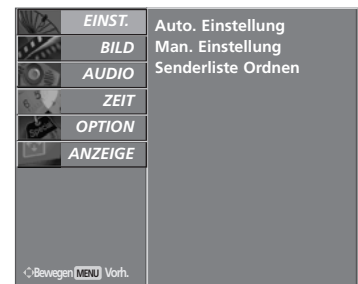 EINST.
BILD
AUDIO
ZEIT
OPTION
ANZEIGE
Auto. Einstellung
Man. Einstellung
Senderliste Ordnen
Bewegen MENU Vorh.